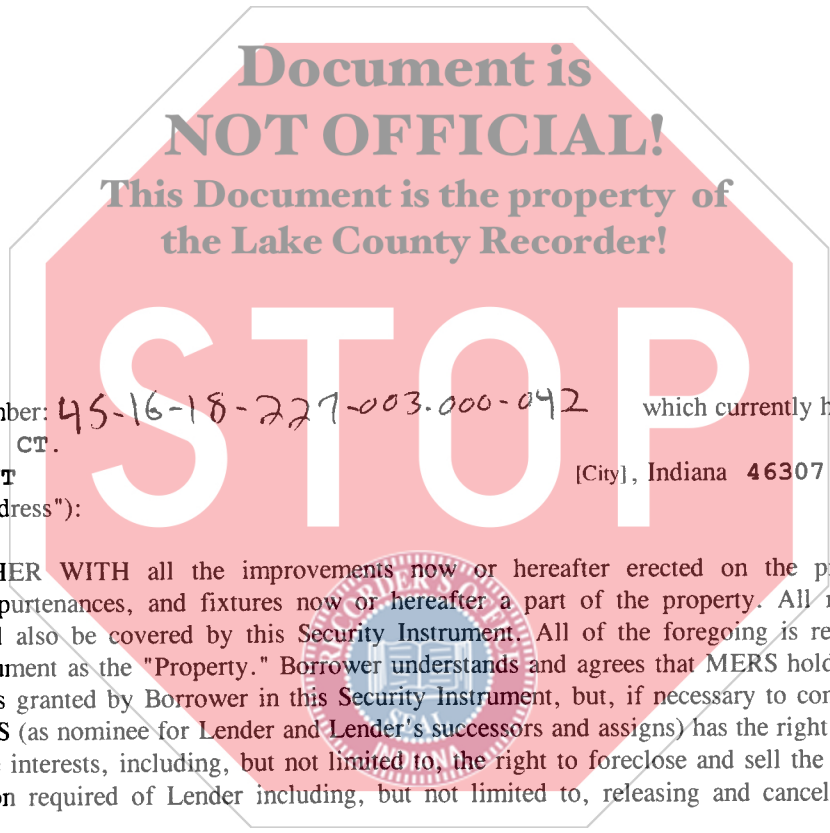 Document is
NOT OFFICIAL!
This Document is the property of
the Lake County Recorder!
STOP
nber: 45-16-18-227-003.000-042 which currently h
CT.
T [City], Indiana 46307
dress"):
HER WITH all the improvements now or hereafter erected on the p
purtenances, and fixtures now or hereafter a part of the property. All r
l also be covered by this Security Instrument. All of the foregoing is re
ument as the "Property." Borrower understands and agrees that MERS hold
s granted by Borrower in this Security Instrument, but, if necessary to con
S (as nominee for Lender and Lender's successors and assigns) has the right
e interests, including, but not limited to, the right to foreclose and sell the
on required of Lender including, but not limited to, releasing and cancel
RECORDER'S OFFICE
SEAL
INDIANA